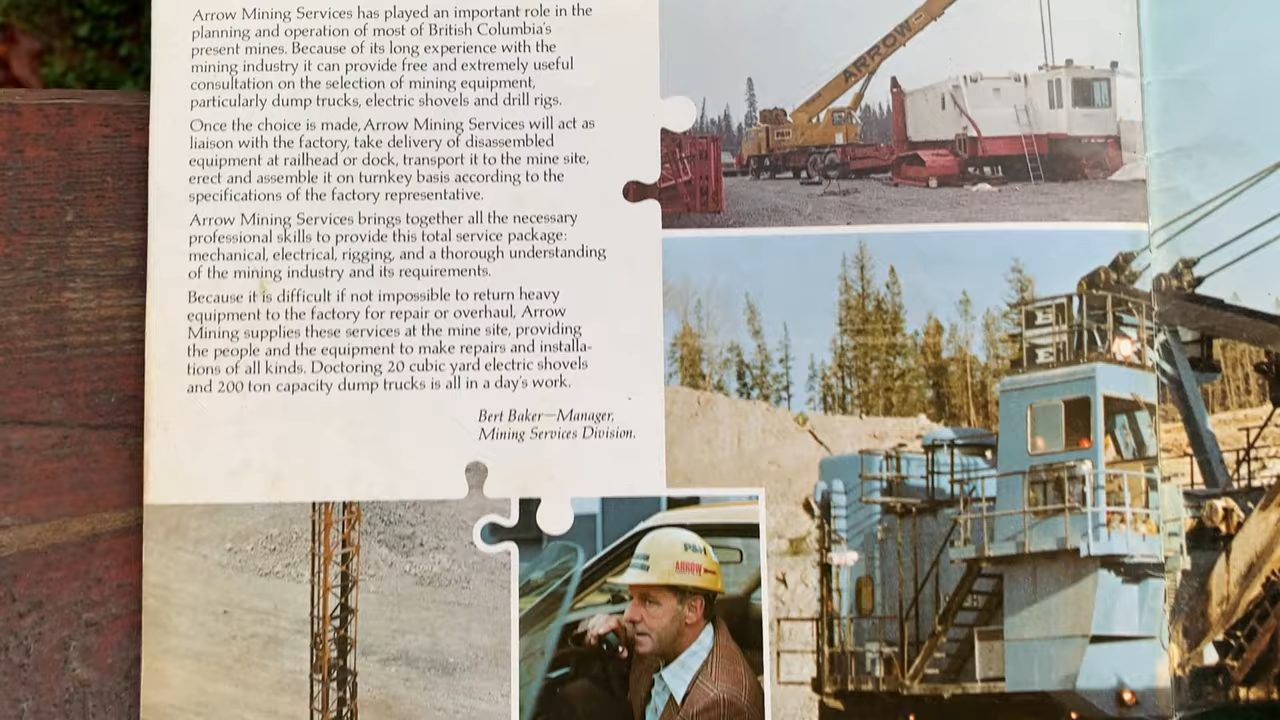 Arrow Mining Services has played an important role in the
planning and operation of most of British Columbia's
present mines. Because of its long experience with the
mining industry it can provide free and extremely useful
consultation on the selection of mining equipment,
particularly dump trucks, electric shovels and drill rigs.
Once the choice is made, Arrow Mining Services will act as
liaison with the factory, take delivery of disassembled
equipment at railhead or dock, transport it to the mine site,
erect and assemble it on turnkey basis according to the
specifications of the factory representative.
Arrow Mining Services brings together all the necessary
professional skills to provide this total service package:
mechanical, electrical, rigging, and a thorough understanding
of the mining industry and its requirements.
Because it is difficult if not impossible to return heavy
equipment to the factory for repair or overhaul, Arrow
Mining supplies these services at the mine site, providing
the people and the equipment to make repairs and installa-
tions of all kinds. Doctoring 20 cubic yard electric shovels
and 200 ton capacity dump trucks is all in a day's work.
Bert Baker—Manager,
Mining Services Division.
ARROW
P&H
P&H
ARROW